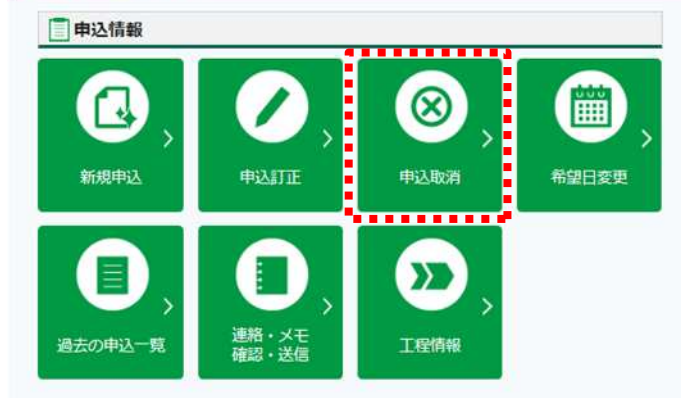 申込情報
新規申込
申込訂正
申込取消
希望日変更
過去の申込一覧
連絡・メモ
確認・送信
工程情報